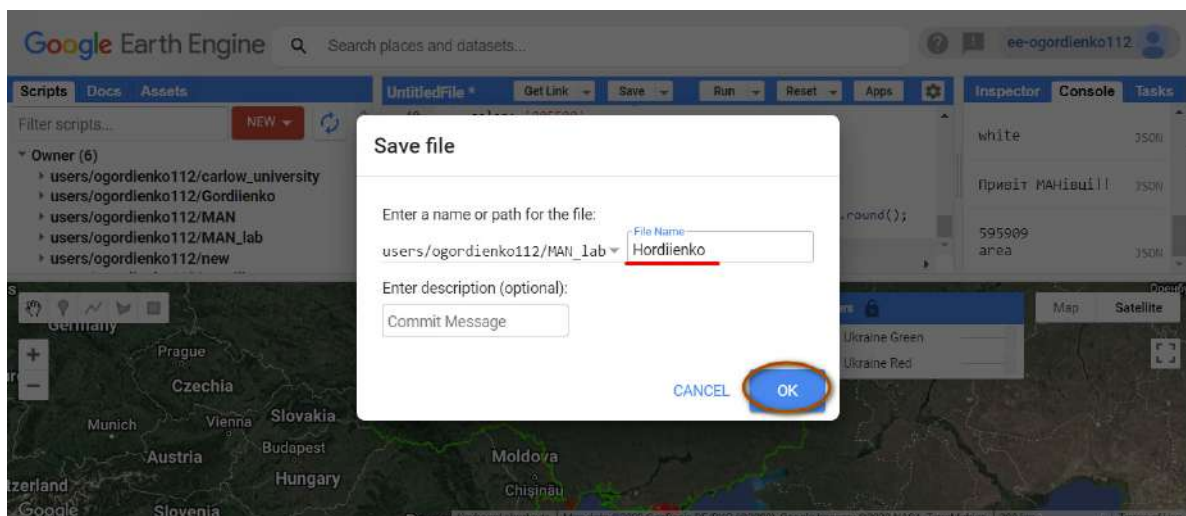 Google Earth Engine
Search places and datasets...
ee-ogordienko112
Scripts Docs Assets
UntitledFile *
Get Link Save Run Reset Apps
Inspector Console Tasks
Filter scripts...
NEW
Owner (6)
users/ogordienko112/carlow_university
users/ogordienko112/Gordiienko
users/ogordienko112/MAN
users/ogordienko112/MAN_lab
users/ogordienko112/new
white JSON
Привіт МАНівці!! JSON
.round();
595909
area JSON
Save file
Enter a name or path for the file:
File Name
users/ogordienko112/MAN_lab Hordiienko
Enter description (optional):
Commit Message
CANCEL OK
Map Satellite
Ukraine Green
Ukraine Red
Germany
Prague
Czechia
Munich
Vienna
Slovakia
Austria
Budapest
Hungary
Moldova
Chișinău
Slovenia
Google